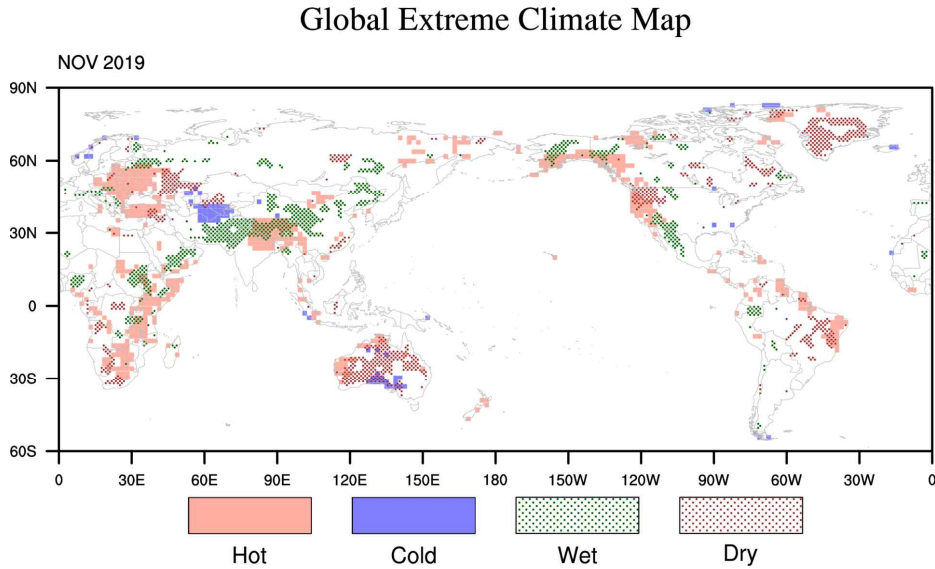 Global Extreme Climate Map
NOV 2019
90N
60N
30N
0
30S
60S
0 30E 60E 90E 120E 150E 180 150W 120W 90W 60W 30W 0
Hot Cold Wet Dry